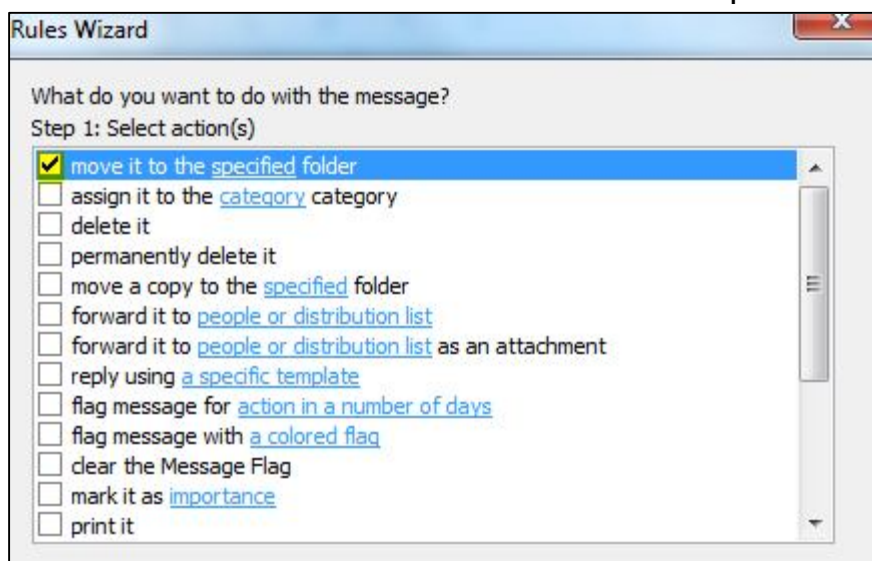 Rules Wizard
What do you want to do with the message?
Step 1: Select action(s)
move it to the specified folder
assign it to the category category
delete it
permanently delete it
move a copy to the specified folder
forward it to people or distribution list
forward it to people or distribution list as an attachment
reply using a specific template
flag message for action in a number of days
flag message with a colored flag
clear the Message Flag
mark it as importance
print it